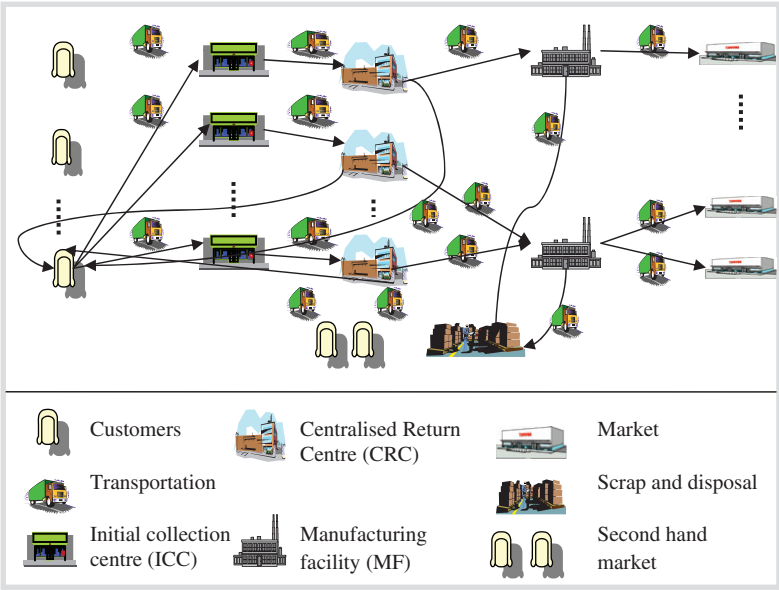 Customers
Centralised Return
Centre (CRC)
Market
Transportation
Scrap and disposal
Initial collection
centre (ICC)
Manufacturing
facility (MF)
Second hand
market